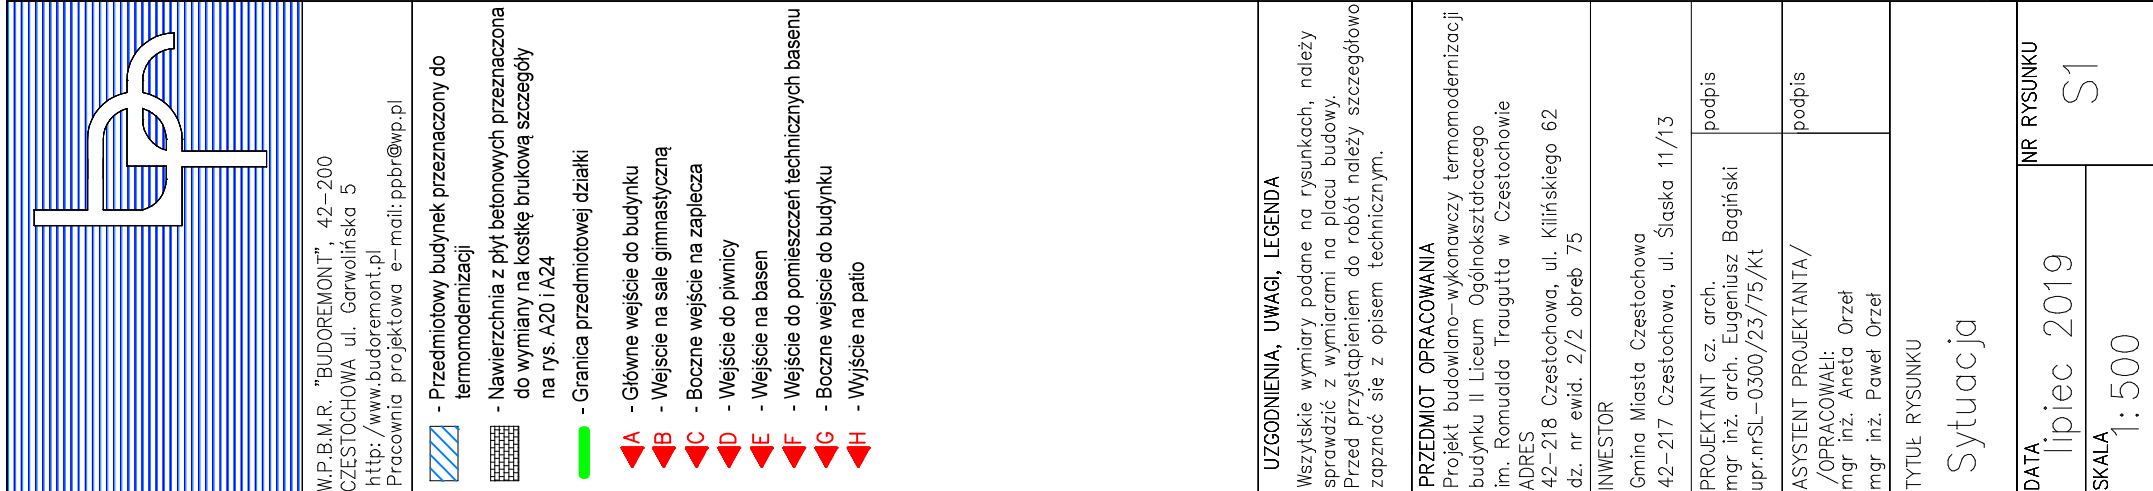 W.P.B.M.R. "BUDOREMONT", 42-200
CZESTOCHOWA ul. Garwolińska 5
http:/www.budoremont.pl
Pracownia projektowa e-mail:ppbr@wp.pl
- Przedmiotowy budynek przeznaczony do
termomodernizacji
- Nawierzchnia z płyt betonowych przeznaczona
do wymiany na kostkę brukową szczegóły
na rys. A20 i A24
- Granica przedmiotowej działki
A - Główne wejście do budynku
B - Wejście na sale gimnastyczną
C - Boczne wejście na zaplecza
D - Wejście do piwnicy
E - Wejście na basen
F - Wejście do pomieszczeń technicznych basenu
G - Boczne wejscie do budynku
H - Wyjście na patio
UZGODNIENIA, UWAGI, LEGENDA
Wszytskie wymiary podane na rysunkach, należy
sprawdzić z wymiarami na placu budowy.
Przed przystąpieniem do robót należy szczegółowo
zapznać się z opisem technicznym.
PRZEDMIOT OPRACOWANIA
Projekt budowlano-wykonawczy termomodernizacji
budynku II Liceum Ogólnokształcącego
im. Romualda Traugutta w Częstochowie
ADRES
42-218 Częstochowa, ul. Kilińskiego 62
dz. nr ewid. 2/2 obręb 75
INWESTOR
Gmina Miasta Częstochowa
42-217 Częstochowa, ul. Śląska 11/13
PROJEKTANT cz. arch.
mgr inż. arch. Eugeniusz Bagiński
upr.nrSL-0300/23/75/Kt
podpis
ASYSTENT PROJEKTANTA/
/OPRACOWALI:
mgr inż. Aneta Orzeł
mgr inż. Paweł Orzeł
podpis
TYTUŁ RYSUNKU
Sytuacja
DATA
lipiec 2019
NR RYSUNKU
S1
SKALA
1:500